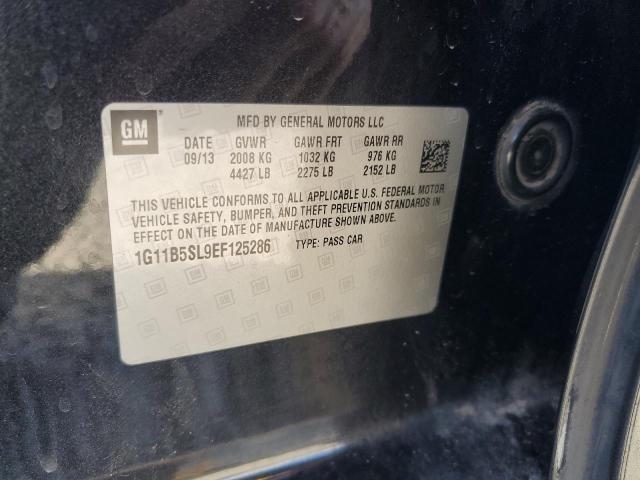 GM
MFD BY GENERAL MOTORS LLC
DATE GVWR GAWR FRT GAWR RR
09/13 2008 KG 1032 KG 976 KG
4427 LB 2275 LB 2152 LB
THIS VEHICLE CONFORMS TO ALL APPLICABLE U.S. FEDERAL MOTOR
VEHICLE SAFETY, BUMPER, AND THEFT PREVENTION STANDARDS IN
EFFECT ON THE DATE OF MANUFACTURE SHOWN ABOVE.
1G11B5SL9EF125286 TYPE: PASS CAR